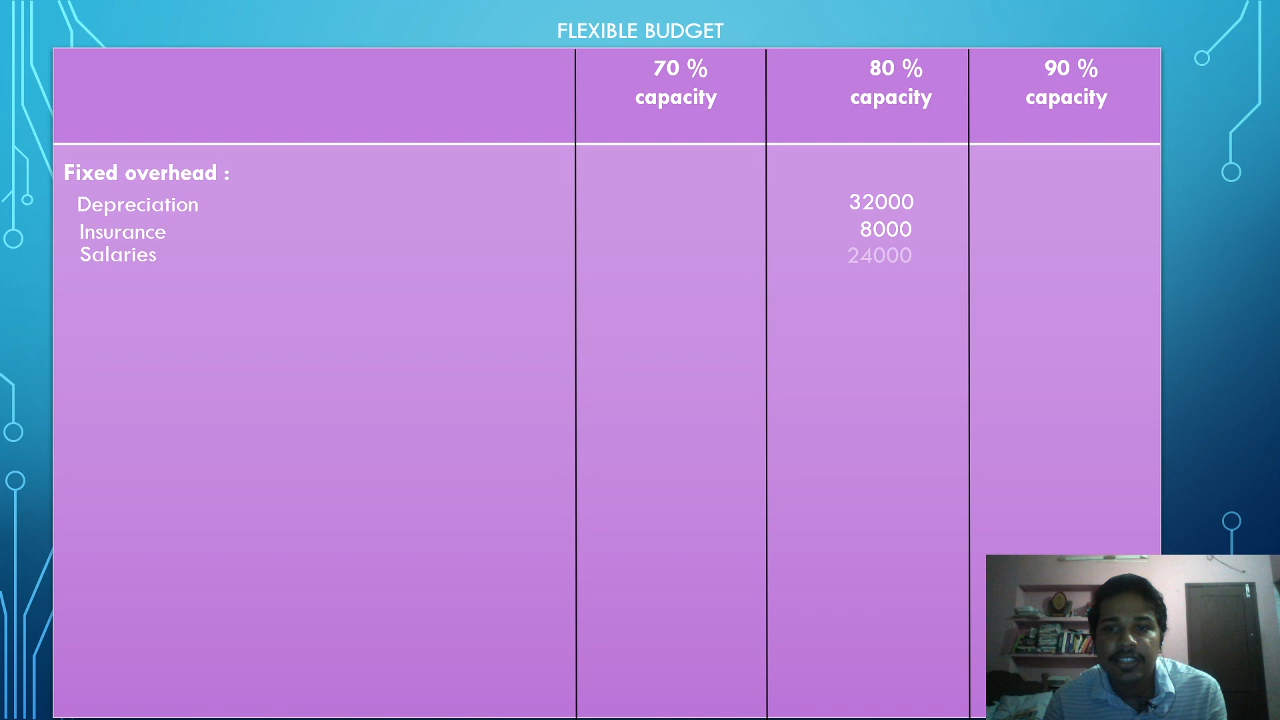 FLEXIBLE BUDGET
70 % 80 % 90 %
capacity capacity capacity
Fixed overhead :
Depreciation 32000
Insurance 8000
Salaries 24000